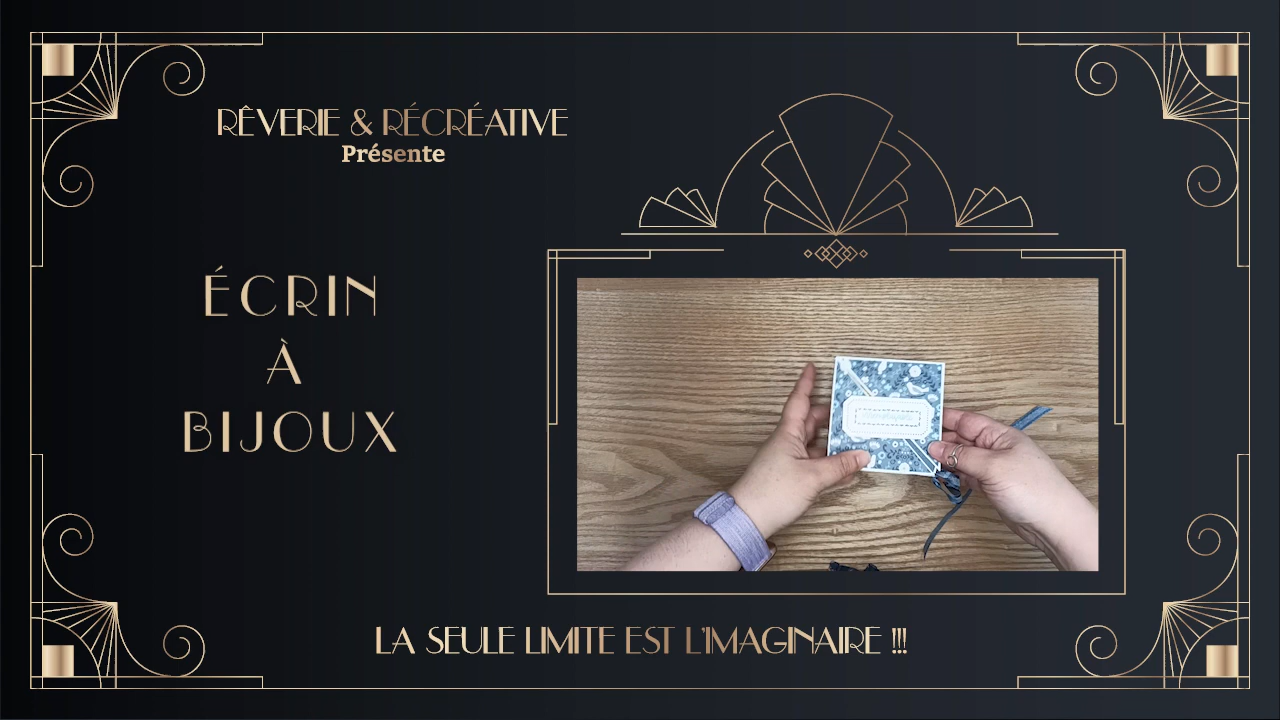 RÊVERIE & RÉCRÉATIVE
Présente
ÉCRIN
À
BIJOUX
LA SEULE LIMITE EST L'IMAGINAIRE !!!